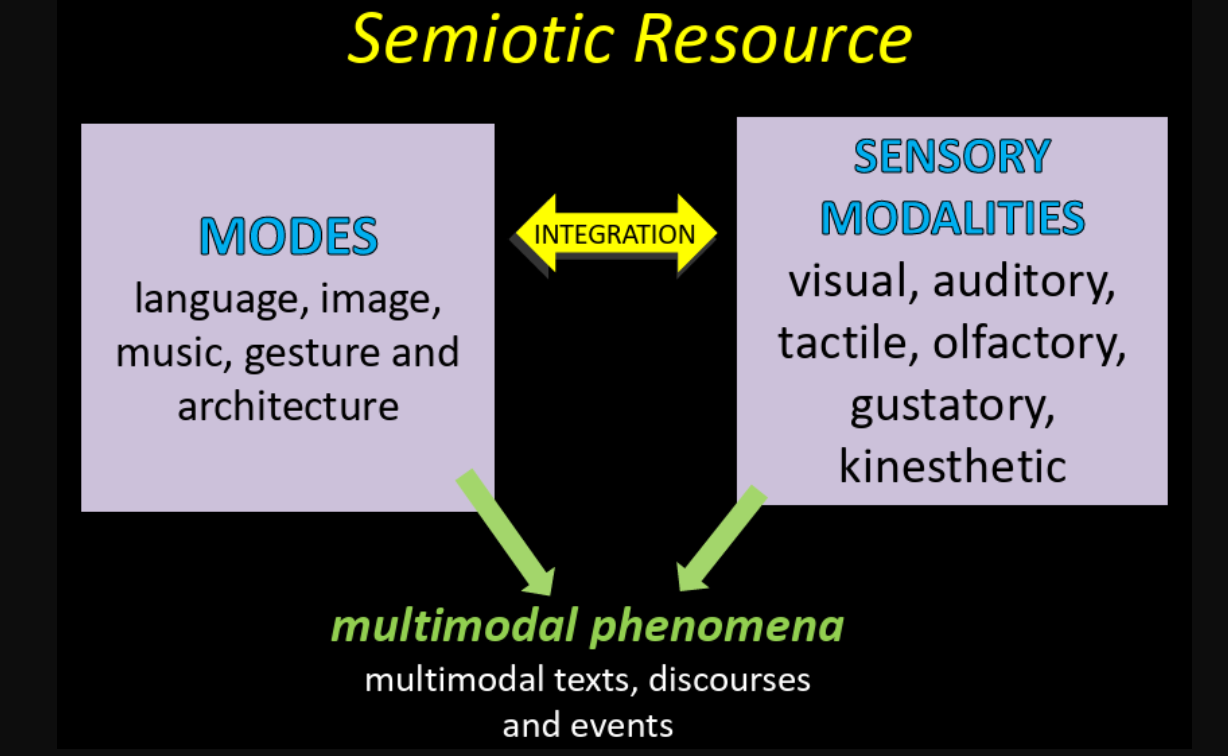 Semiotic Resource
MODES
language, image,
music, gesture and
architecture
INTEGRATION
SENSORY
MODALITIES
visual, auditory,
tactile, olfactory,
gustatory,
kinesthetic
multimodal phenomena
multimodal texts, discourses
and events